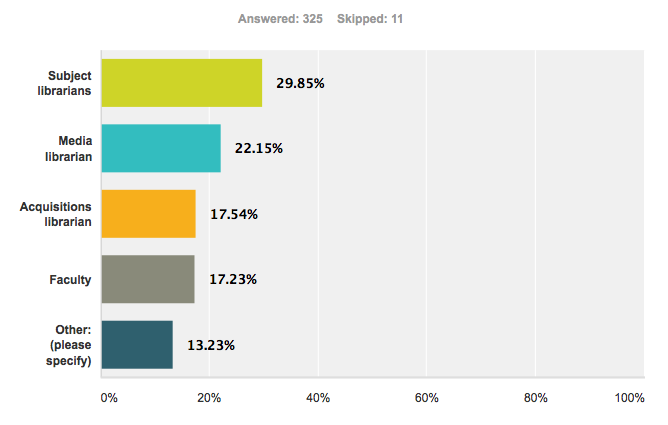 Answered: 325 Skipped: 11
Subject
librarians
29.85%
Media
librarian
22.15%
Acquisitions
librarian
17.54%
Faculty
17.23%
Other:
(please
specify)
13.23%
0% 20% 40% 60% 80% 100%